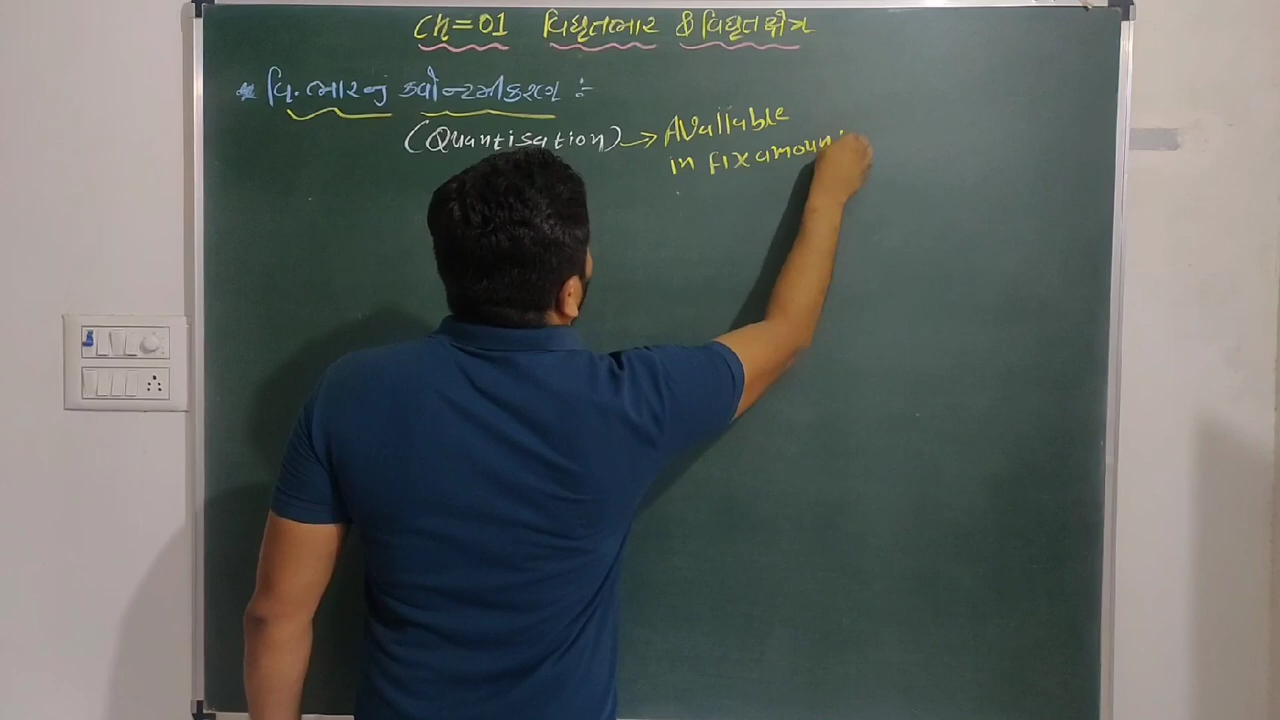 Ch=01 વિદ્યુતભાર & વિદ્યુતક્ષેત્ર
* વિ.ભારનું ક્વોન્ટમીકરણ :-
(Quantisation) → Available
in fix amoun